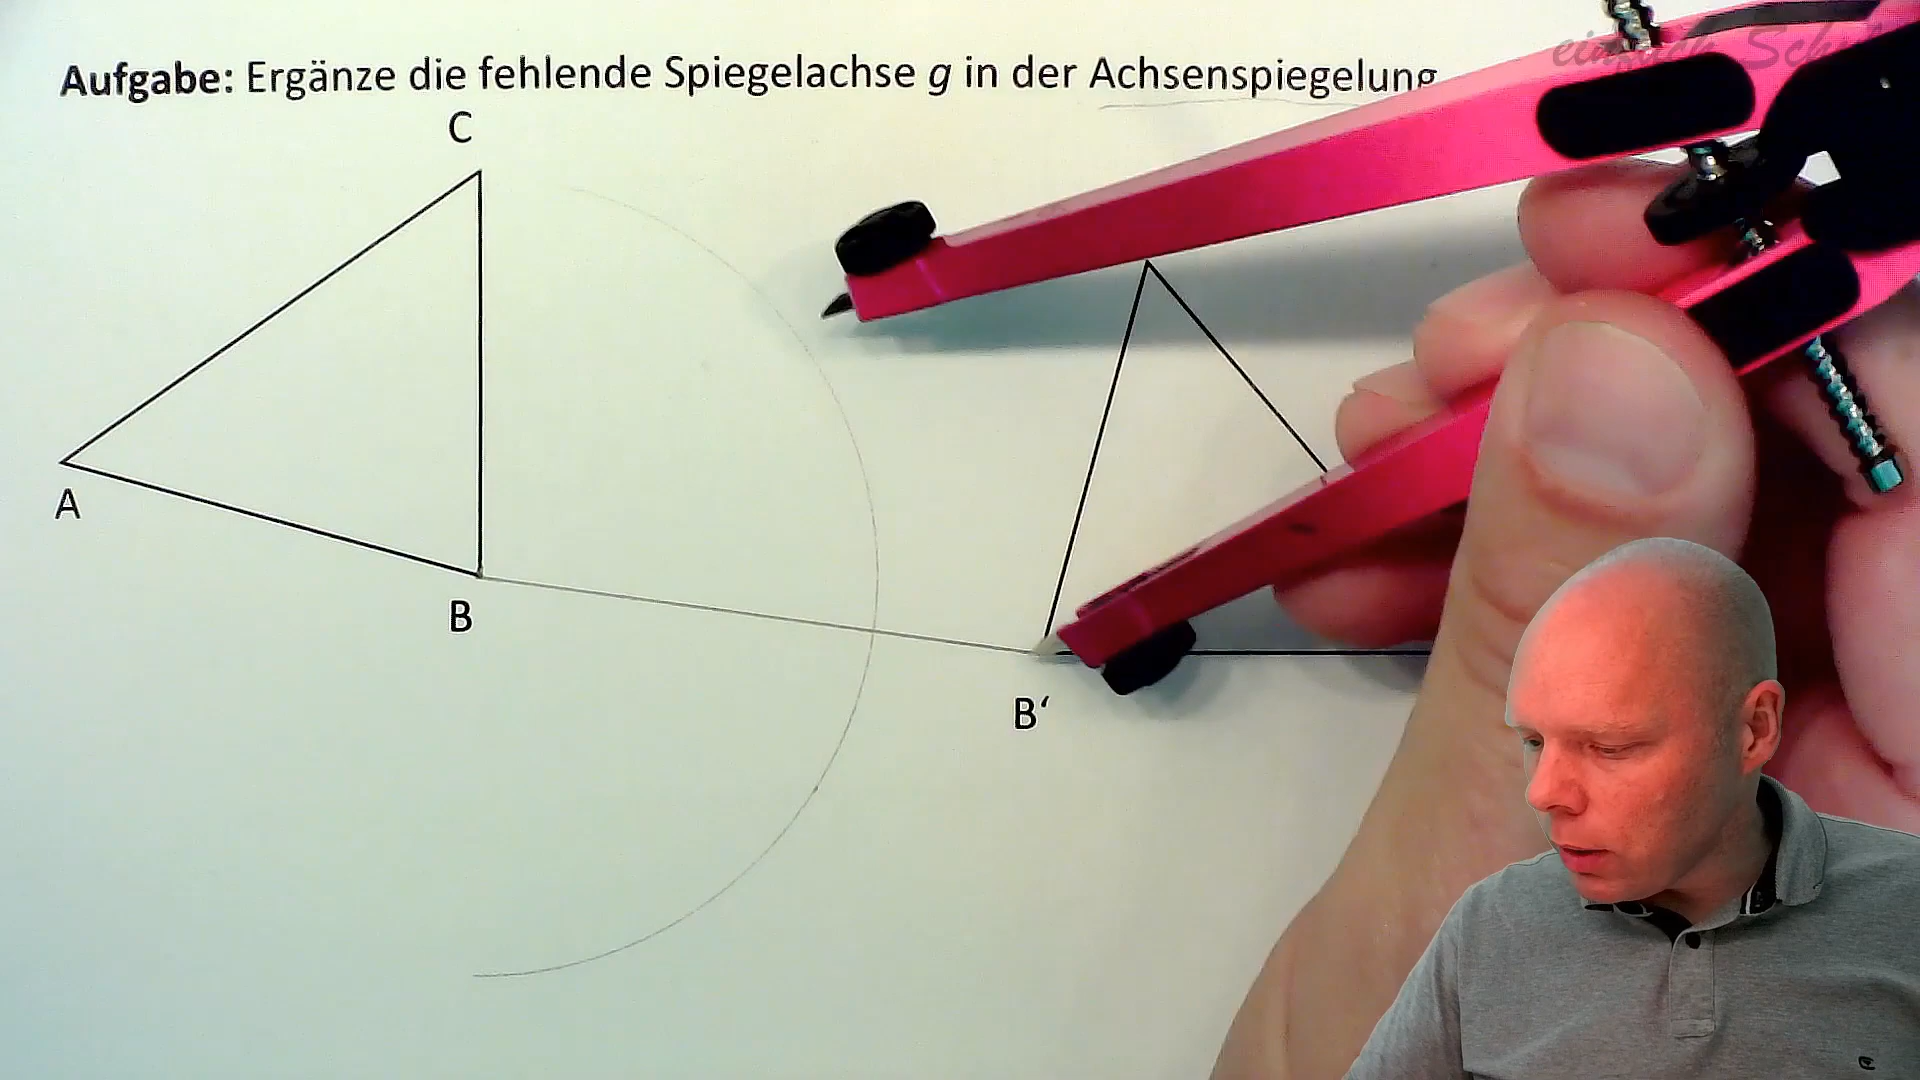 Aufgabe: Ergänze die fehlende Spiegelachse g in der Achsenspiegelung
C
A
B
B‘